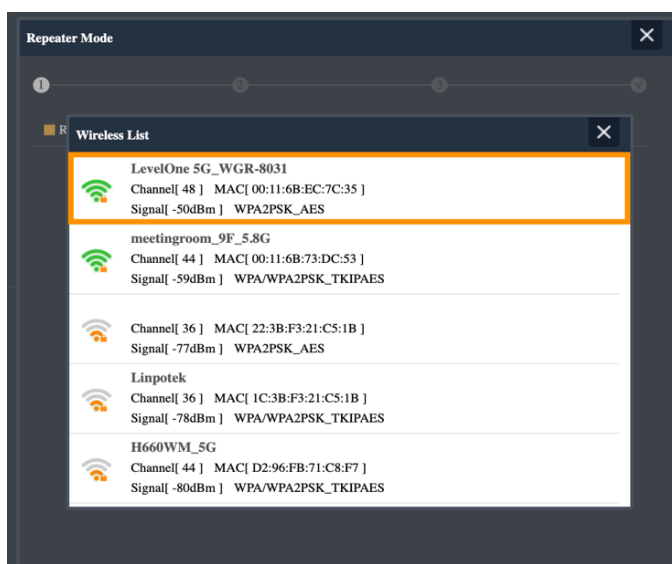 Repeater Mode
1
2
3
R
Wireless List
LevelOne 5G_WGR-8031
Channel[ 48 ] MAC[ 00:11:6B:EC:7C:35 ]
Signal[ -50dBm ] WPA2PSK_AES
meetingroom_9F_5.8G
Channel[ 44 ] MAC[ 00:11:6B:73:DC:53 ]
Signal[ -59dBm ] WPA/WPA2PSK_TKIPAES
Channel[ 36 ] MAC[ 22:3B:F3:21:C5:1B ]
Signal[ -77dBm ] WPA2PSK_AES
Linpotek
Channel[ 36 ] MAC[ 1C:3B:F3:21:C5:1B ]
Signal[ -78dBm ] WPA/WPA2PSK_TKIPAES
H660WM_5G
Channel[ 44 ] MAC[ D2:96:FB:71:C8:F7 ]
Signal[ -80dBm ] WPA/WPA2PSK_TKIPAES